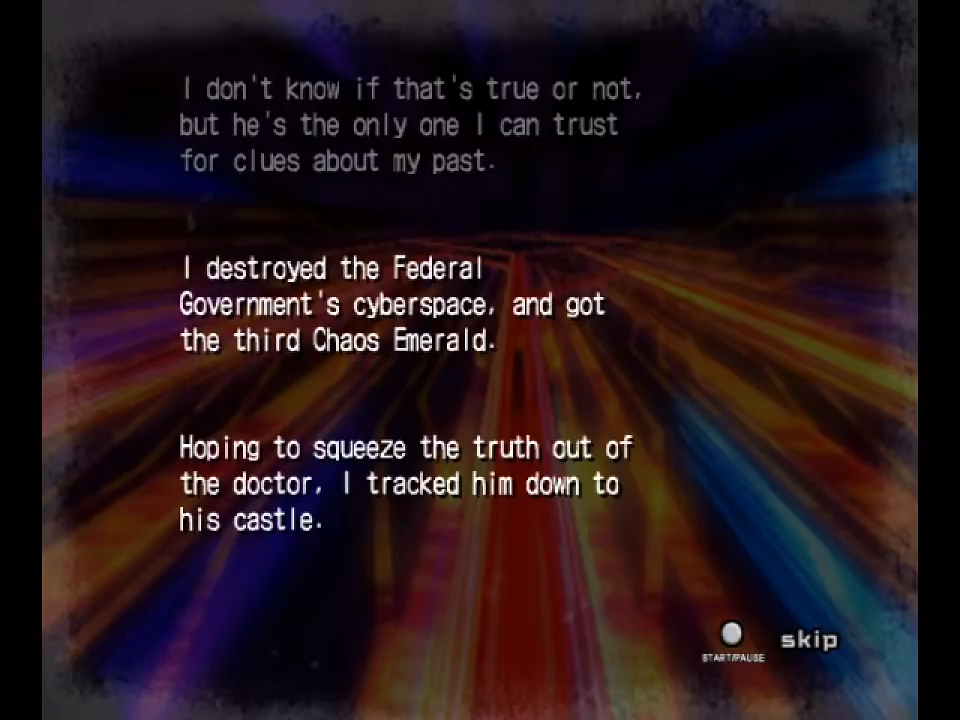 I don't know if that's true or not,
but he's the only one I can trust
for clues about my past.
I destroyed the Federal
Government's cyberspace, and got
the third Chaos Emerald.
Hoping to squeeze the truth out of
the doctor, I tracked him down to
his castle.
skip
START/PAUSE